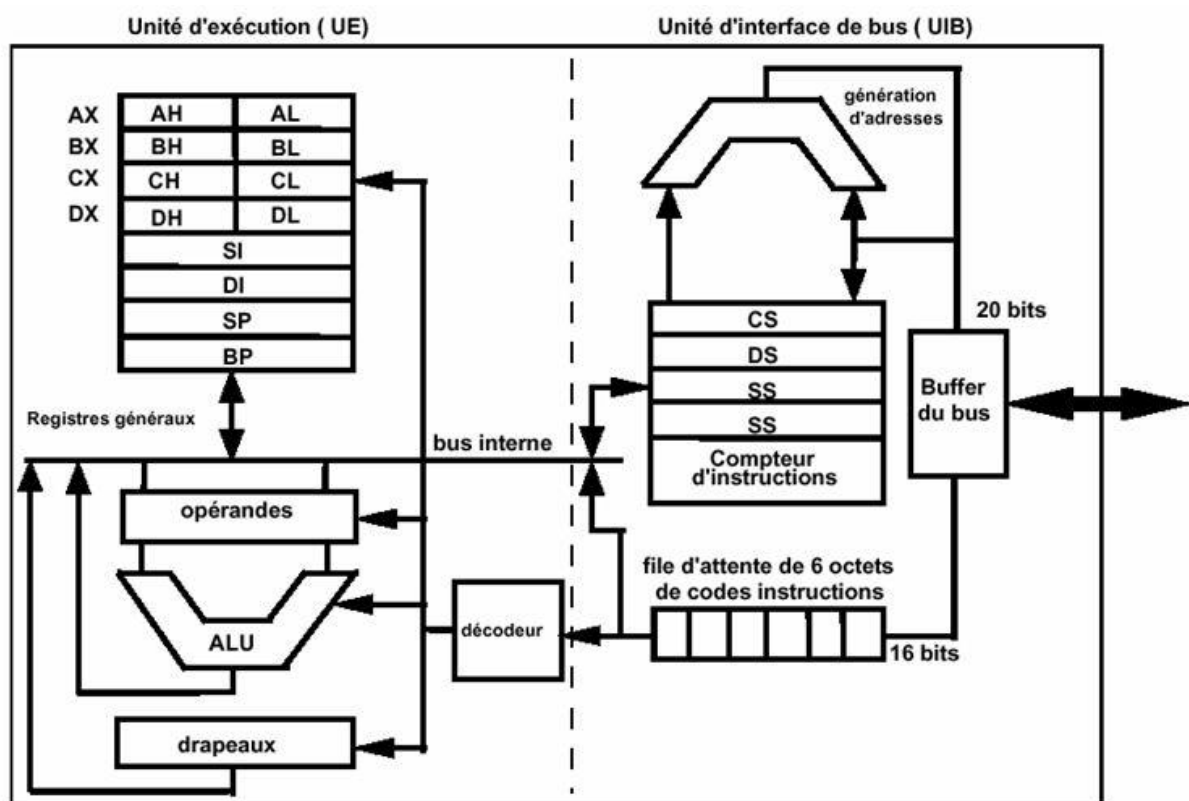 Unité d'exécution ( UE)
Unité d'interface de bus ( UIB)
AX
AH
AL
BX
BH
BL
CX
CH
CL
DX
DH
DL
SI
DI
SP
BP
Registres généraux
bus interne
opérandes
ALU
drapeaux
décodeur
génération
d'adresses
CS
DS
SS
SS
Compteur
d'instructions
20 bits
Buffer
du bus
file d'attente de 6 octets
de codes instructions
16 bits